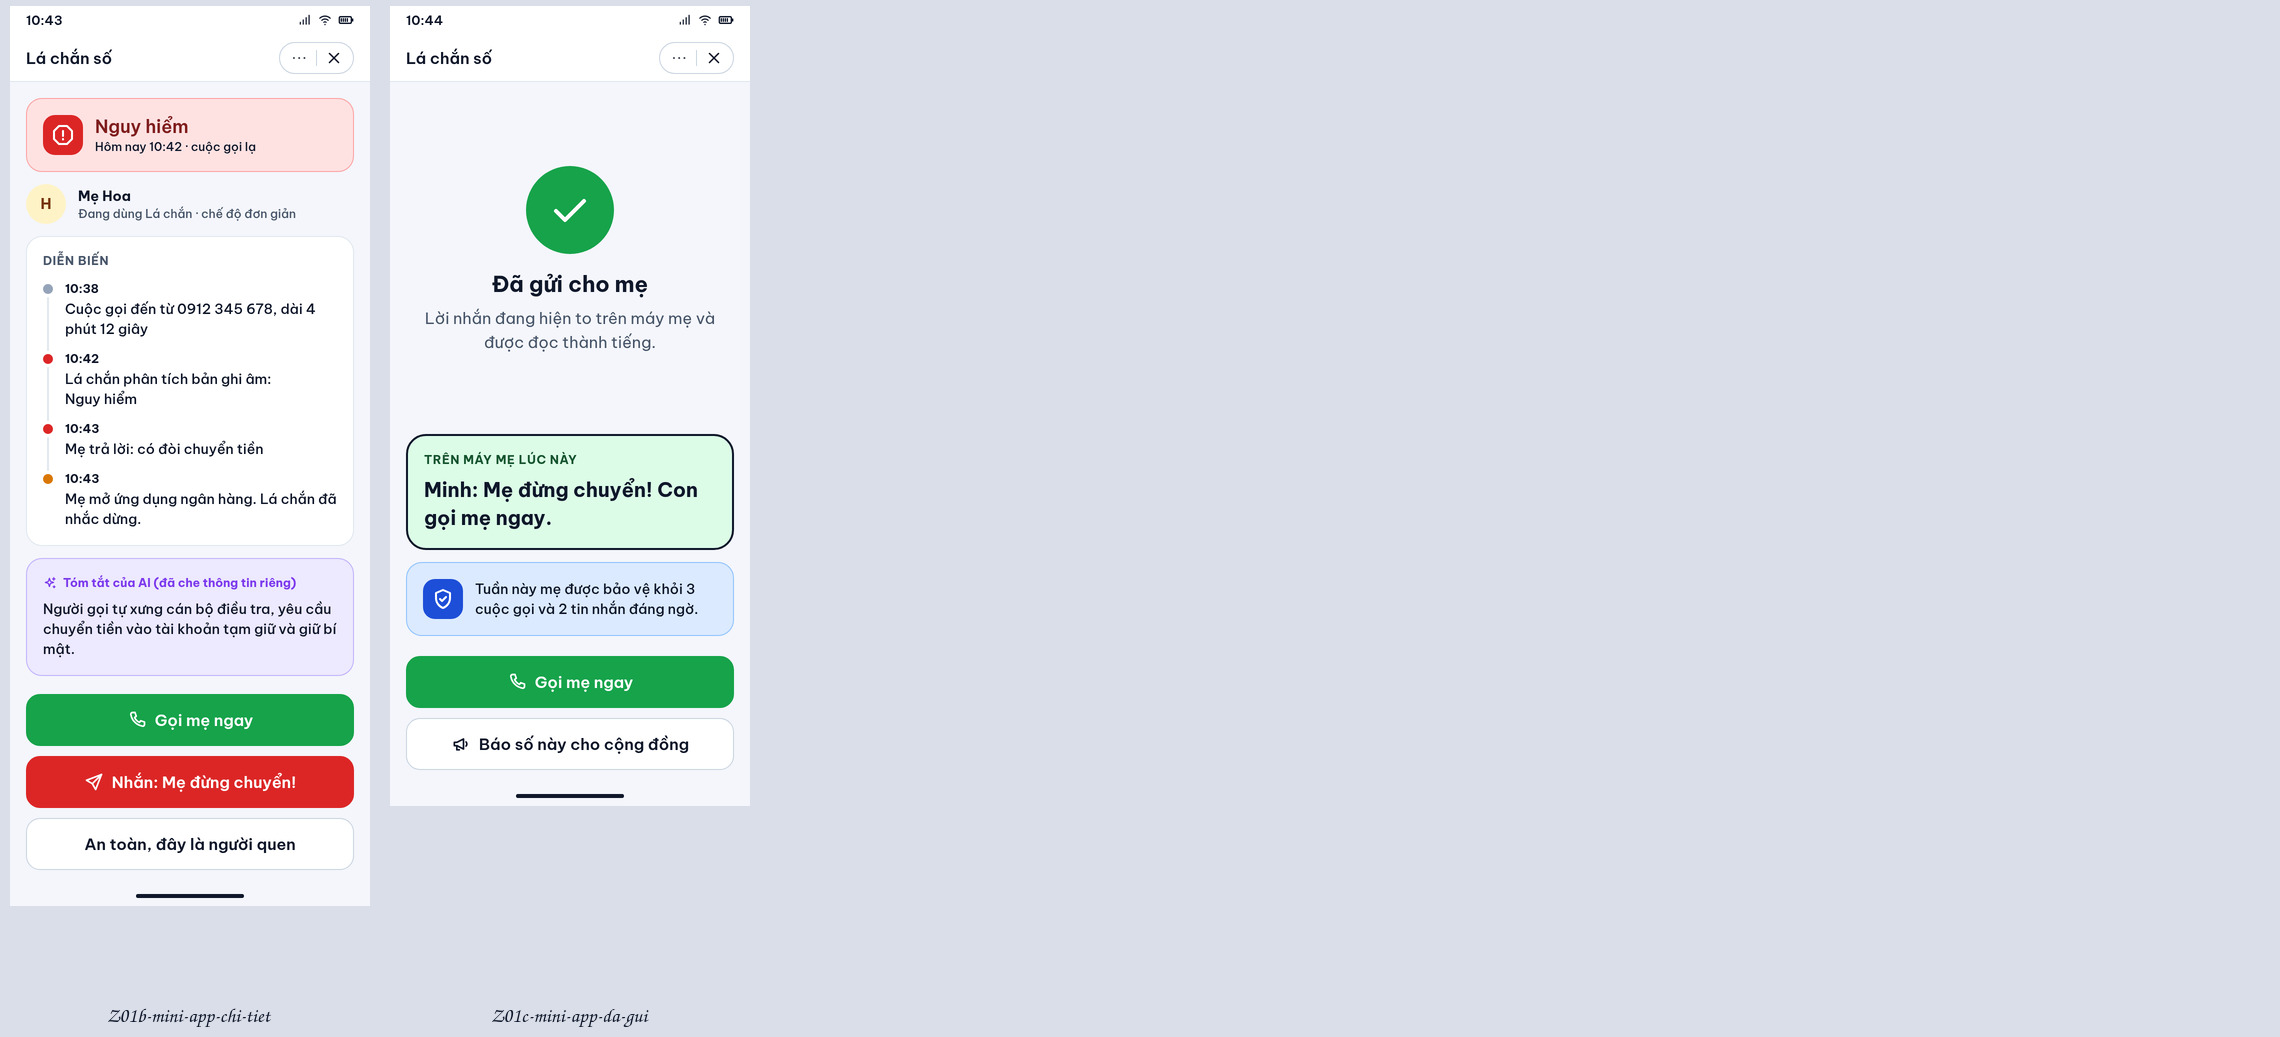 10:43
Lá chắn số
Nguy hiểm
Hôm nay 10:42 · cuộc gọi lạ
H
Mẹ Hoa
Đang dùng Lá chắn · chế độ đơn giản
DIỄN BIẾN
10:38
Cuộc gọi đến từ 0912 345 678, dài 4
phút 12 giây
10:42
Lá chắn phân tích bản ghi âm:
Nguy hiểm
10:43
Mẹ trả lời: có đòi chuyển tiền
10:43
Mẹ mở ứng dụng ngân hàng. Lá chắn đã
nhắc dừng.
Tóm tắt của AI (đã che thông tin riêng)
Người gọi tự xưng cán bộ điều tra, yêu cầu
chuyển tiền vào tài khoản tạm giữ và giữ bí
mật.
Gọi mẹ ngay
Nhắn: Mẹ đừng chuyển!
An toàn, đây là người quen
Z01b-mini-app-chi-tiet
10:44
Lá chắn số
Đã gửi cho mẹ
Lời nhắn đang hiện to trên máy mẹ và
được đọc thành tiếng.
TRÊN MÁY MẸ LÚC NÀY
Minh: Mẹ đừng chuyển! Con
gọi mẹ ngay.
Tuần này mẹ được bảo vệ khỏi 3
cuộc gọi và 2 tin nhắn đáng ngờ.
Gọi mẹ ngay
Báo số này cho cộng đồng
Z01c-mini-app-da-gui